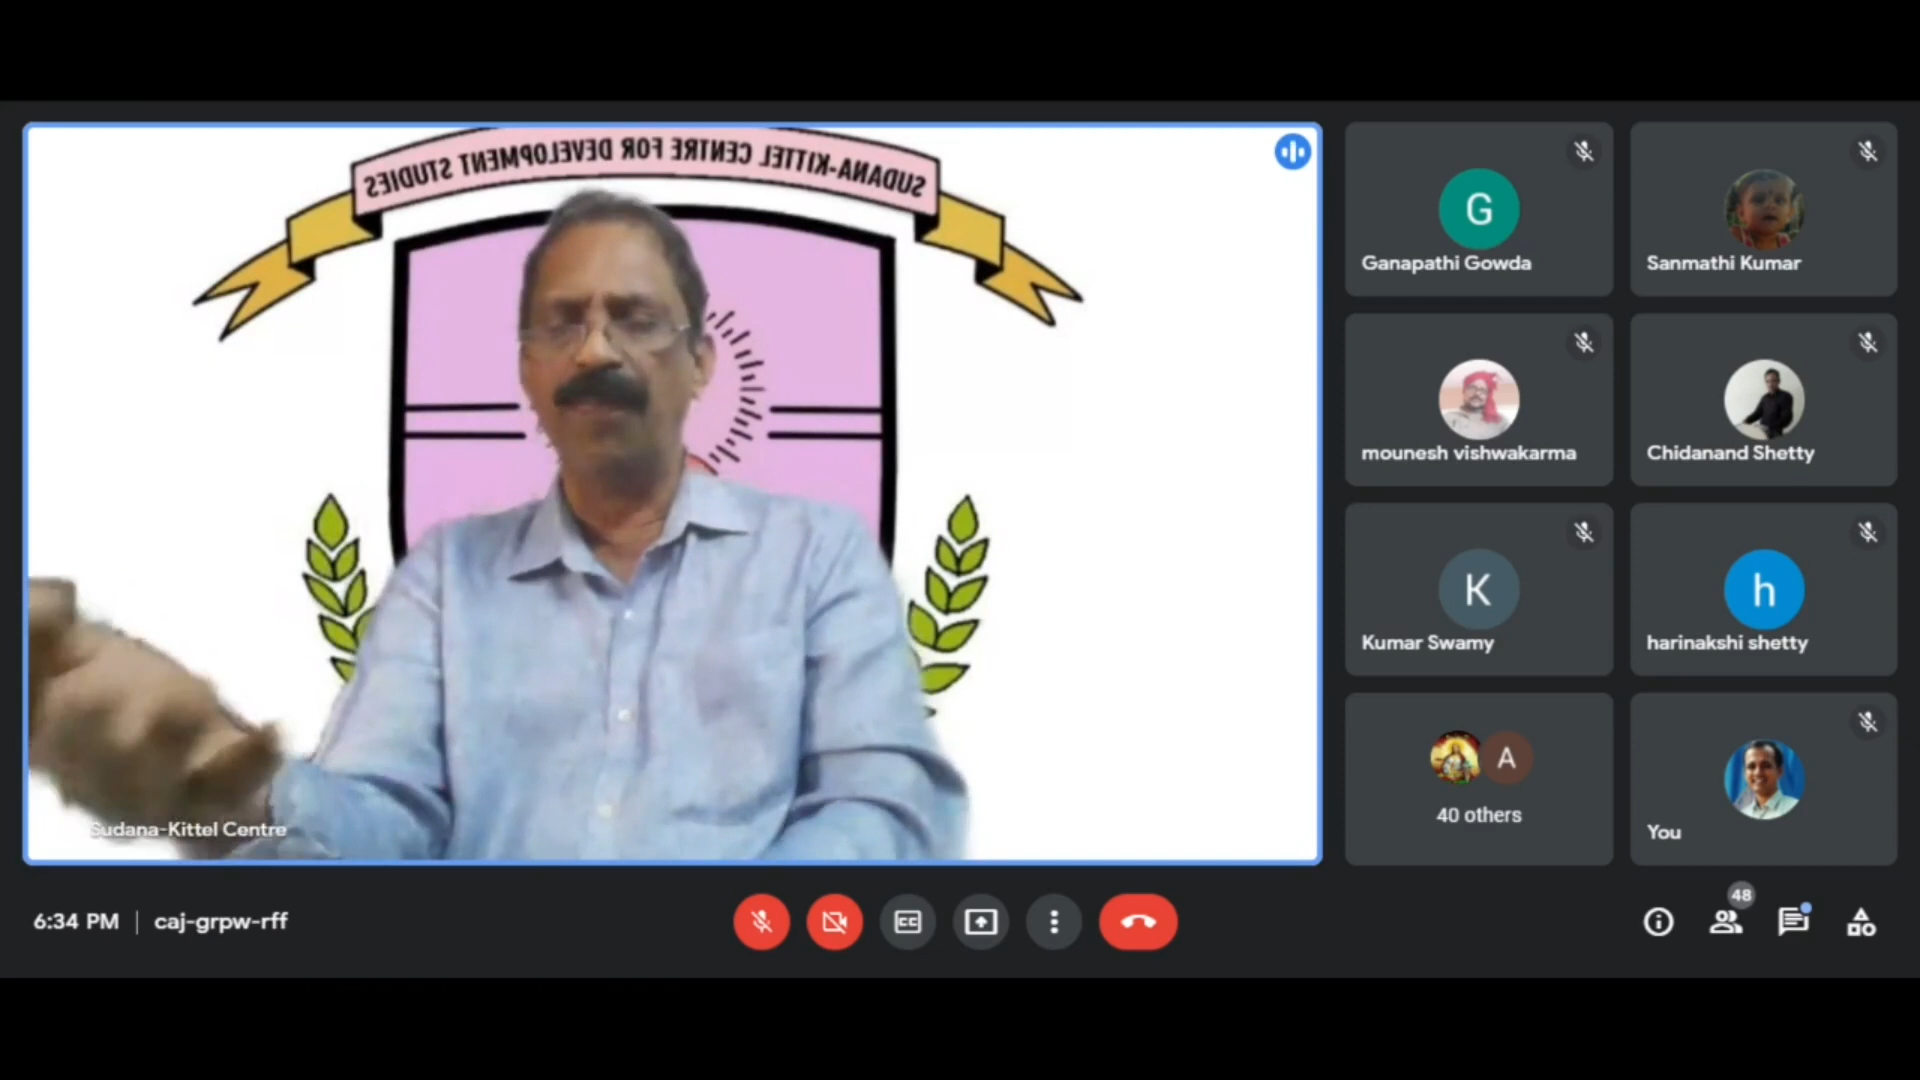 SUDANA-KITTEL CENTRE FOR DEVELOPMENT STUDIES
Sudana-Kittel Centre
G
Ganapathi Gowda
Sanmathi Kumar
mounesh vishwakarma
Chidanand Shetty
K
Kumar Swamy
h
harinakshi shetty
A
40 others
You
6:34 PM | caj-grpw-rff
CC
48